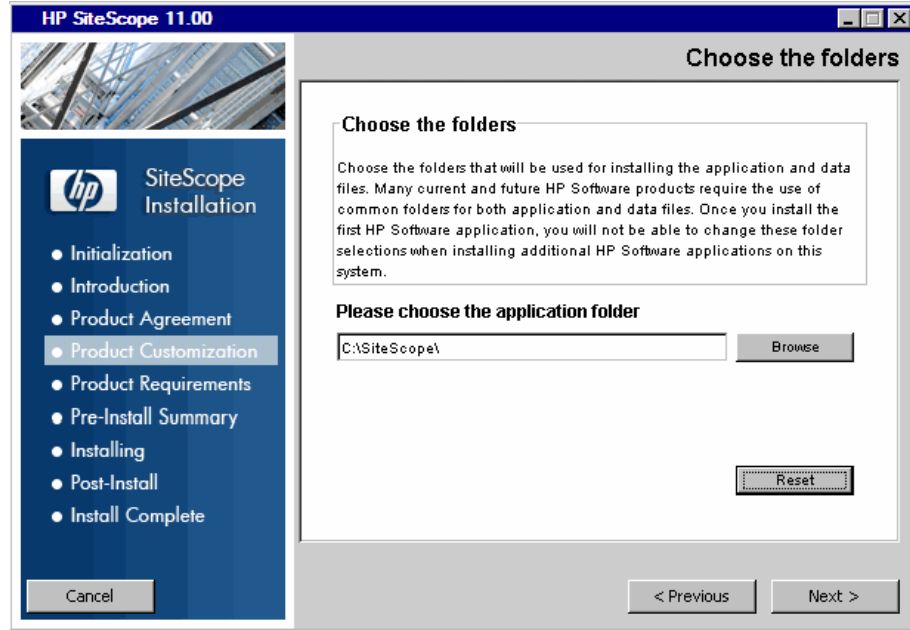 HP SiteScope 11.00
Choose the folders
hp
SiteScope
Installation
Initialization
Introduction
Product Agreement
Product Customization
Product Requirements
Pre-Install Summary
Installing
Post-Install
Install Complete
Cancel
Choose the folders
Choose the folders that will be used for installing the application and data
files. Many current and future HP Software products require the use of
common folders for both application and data files. Once you install the
first HP Software application, you will not be able to change these folder
selections when installing additional HP Software applications on this
system.
Please choose the application folder
C:\SiteScope\
Browse
Reset
< Previous
Next >